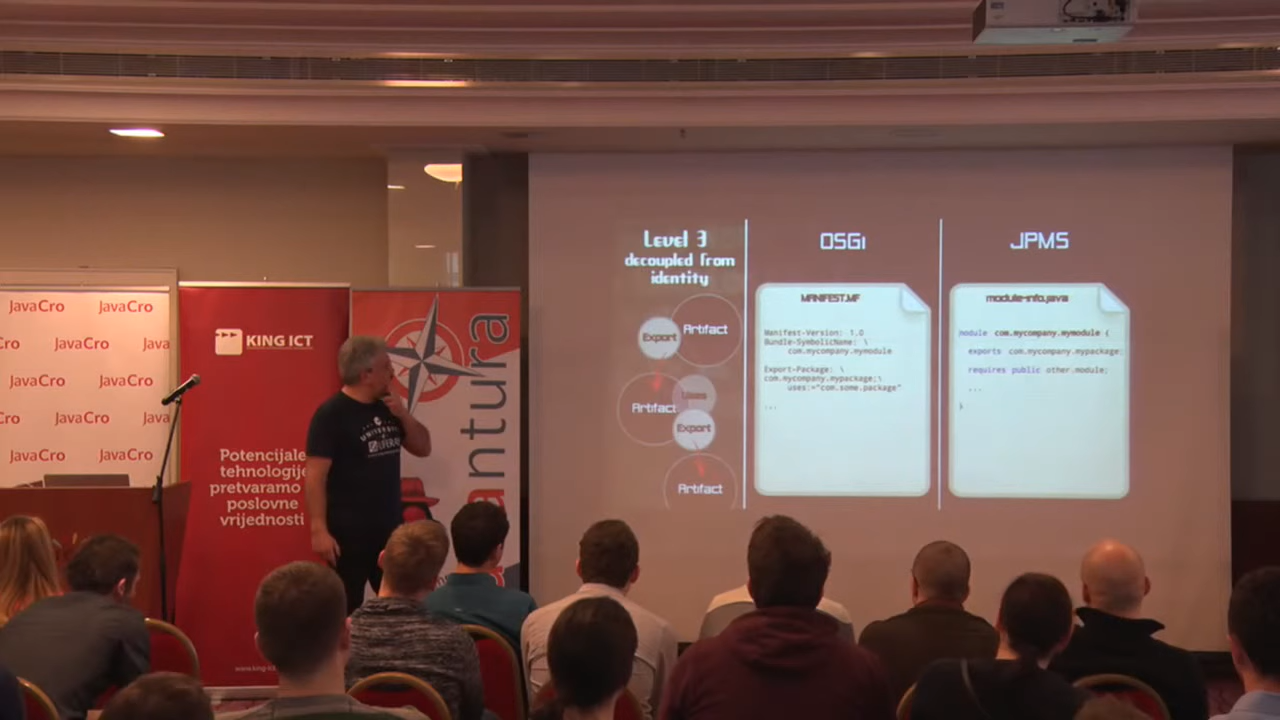 JavaCro JavaCro
Cro JavaCro Java
JavaCro JavaCro
Cro JavaCro Java
JavaCro JavaCro
KING ICT
Potencijale
tehnologije
pretvaramo
poslovne
vrijednosti
antura
UNIVERSITY
LIFERAY
Level 3
decoupled from
identity
Export
Artifact
Artifact
Uses
Export
Artifact
OSGi
MANIFEST.MF
Manifest-Version: 1.0
Bundle-SymbolicName: \
com.mycompany.mymodule
Export-Package: \
com.mycompany.mypackage;\
uses:="com.some.package"
...
JPMS
module-info.java
module com.mycompany.mymodule {
exports com.mycompany.mypackage;
requires public other.module;
...
}